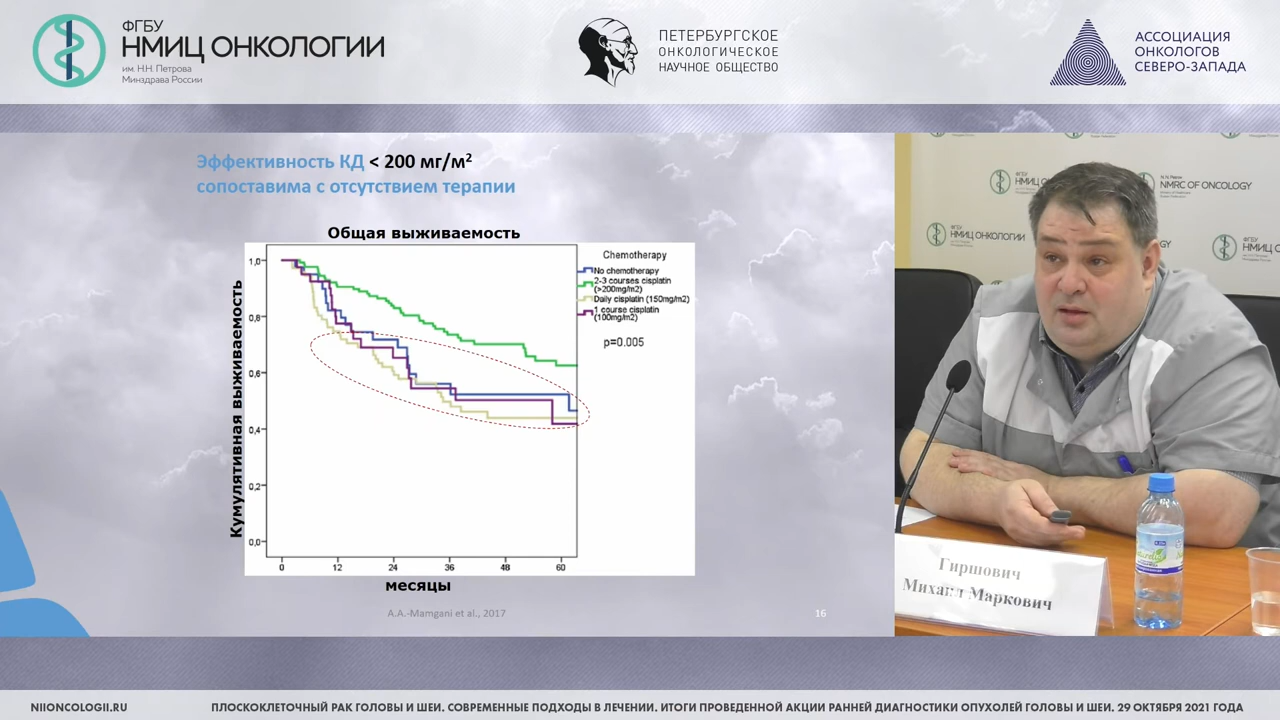 ФГБУ
НМИЦ ОНКОЛОГИИ
им. Н.Н. Петрова
Минздрава России
ПЕТЕРБУРГСКОЕ
ОНКОЛОГИЧЕСКОЕ
НАУЧНОЕ ОБЩЕСТВО
АССОЦИАЦИЯ
ОНКОЛОГОВ
СЕВЕРО-ЗАПАДА
Эффективность КД < 200 мг/м²
сопоставима с отсутствием терапии
Общая выживаемость
Кумулятивная выживаемость
1,0
0,8
0,6
0,4
0,2
0,0
0 12 24 36 48 60
месяцы
Chemotherapy
No chemotherapy
2-3 courses cisplatin
(>200mg/m2)
Daily cisplatin (150mg/m2)
1 course cisplatin
(100mg/m2)
p=0.005
A.A.-Mamgani et al., 2017
16
NMRC OF ONCOLOGY
ФГБУ
НМИЦ ОНКОЛОГИИ
Гиршович
Михаил Маркович
NIIONCOLOGII.RU
ПЛОСКОКЛЕТОЧНЫЙ РАК ГОЛОВЫ И ШЕИ. СОВРЕМЕННЫЕ ПОДХОДЫ В ЛЕЧЕНИИ. ИТОГИ ПРОВЕДЕННОЙ АКЦИИ РАННЕЙ ДИАГНОСТИКИ ОПУХОЛЕЙ ГОЛОВЫ И ШЕИ. 29 ОКТЯБРЯ 2021 ГОДА